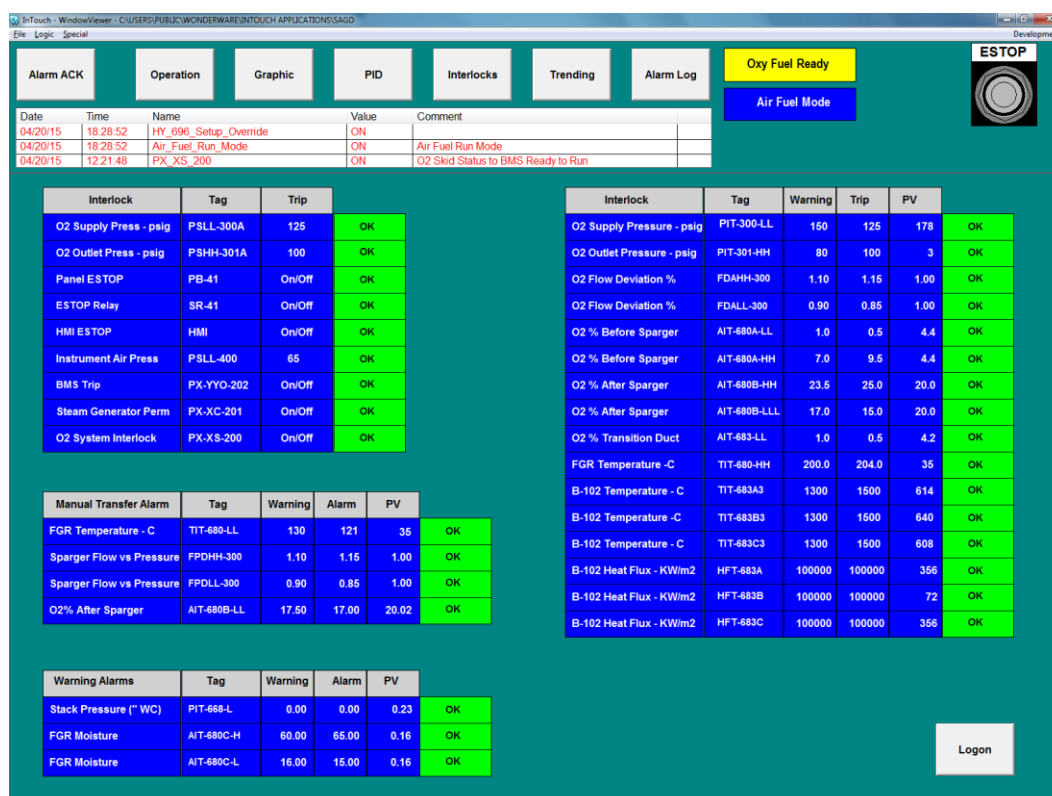 InTouch - WindowViewer - C:\USERS\PUBLIC\WONDERWARE\INTOUCH APPLICATIONS\SAGD
File Logic Special Developme
Alarm ACK Operation Graphic PID Interlocks Trending Alarm Log Oxy Fuel Ready ESTOP
Air Fuel Mode
Date Time Name Value Comment
04/20/15 18:28:52 HY_696_Setup_Override ON
04/20/15 18:28:52 Air_Fuel_Run_Mode ON Air Fuel Run Mode
04/20/15 12:21:48 PX_XS_200 ON O2 Skid Status to BMS Ready to Run
Interlock Tag Trip
O2 Supply Press - psig PSLL-300A 125 OK
O2 Outlet Press - psig PSHH-301A 100 OK
Panel ESTOP PB-41 On/Off OK
ESTOP Relay SR-41 On/Off OK
HMI ESTOP HMI On/Off OK
Instrument Air Press PSLL-400 65 OK
BMS Trip PX-YYO-202 On/Off OK
Steam Generator Perm PX-XC-201 On/Off OK
O2 System Interlock PX-XS-200 On/Off OK
Manual Transfer Alarm Tag Warning Alarm PV
FGR Temperature - C TIT-680-LL 130 121 35 OK
Sparger Flow vs Pressure FPDHH-300 1.10 1.15 1.00 OK
Sparger Flow vs Pressure FPDLL-300 0.90 0.85 1.00 OK
O2% After Sparger AIT-680B-LL 17.50 17.00 20.02 OK
Warning Alarms Tag Warning Alarm PV
Stack Pressure (" WC) PIT-668-L 0.00 0.00 0.23 OK
FGR Moisture AIT-680C-H 60.00 65.00 0.16 OK
FGR Moisture AIT-680C-L 16.00 15.00 0.16 OK
Interlock Tag Warning Trip PV
O2 Supply Pressure - psig PIT-300-LL 150 125 178 OK
O2 Outlet Pressure - psig PIT-301-HH 80 100 3 OK
O2 Flow Deviation % FDAHH-300 1.10 1.15 1.00 OK
O2 Flow Deviation % FDALL-300 0.90 0.85 1.00 OK
O2 % Before Sparger AIT-680A-LL 1.0 0.5 4.4 OK
O2 % Before Sparger AIT-680A-HH 7.0 9.5 4.4 OK
O2 % After Sparger AIT-680B-HH 23.5 25.0 20.0 OK
O2 % After Sparger AIT-680B-LLL 17.0 15.0 20.0 OK
O2 % Transition Duct AIT-683-LL 1.0 0.5 4.2 OK
FGR Temperature -C TIT-680-HH 200.0 204.0 35 OK
B-102 Temperature - C TIT-683A3 1300 1500 614 OK
B-102 Temperature -C TIT-683B3 1300 1500 640 OK
B-102 Temperature - C TIT-683C3 1300 1500 608 OK
B-102 Heat Flux - KW/m2 HFT-683A 100000 100000 356 OK
B-102 Heat Flux - KW/m2 HFT-683B 100000 100000 72 OK
B-102 Heat Flux - KW/m2 HFT-683C 100000 100000 356 OK
Logon